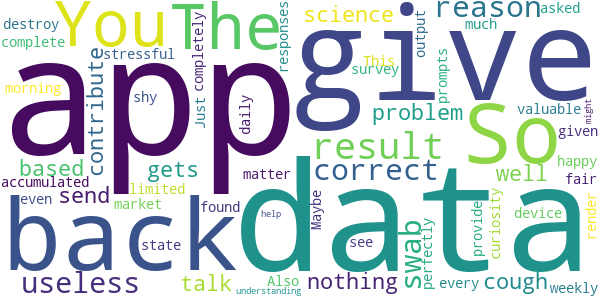 You
The
app
give
So
data
back
reason
science
contribute
result
correct
problem
based
gets
send
useless
talk
nothing
swab
cough
well
destroy
complete
stressful
completely
responses
output
asked
much
This
survey
prompts
morning
shy
Just
daily
valuable
given
happy
accumulated
even
limited
matter
market
found
Maybe
perfectly
fair
render
might
state
see
Also
provide
curiosity
device
every
weekly
help
understanding